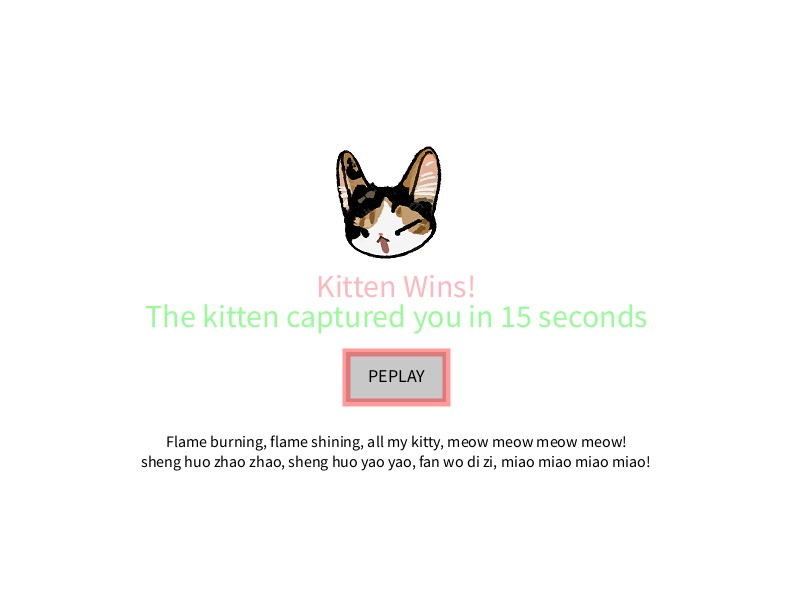 Kitten Wins!
The kitten captured you in 15 seconds
PEPLAY
Flame burning, flame shining, all my kitty, meow meow meow meow!
sheng huo zhao zhao, sheng huo yao yao, fan wo di zi, miao miao miao miao!